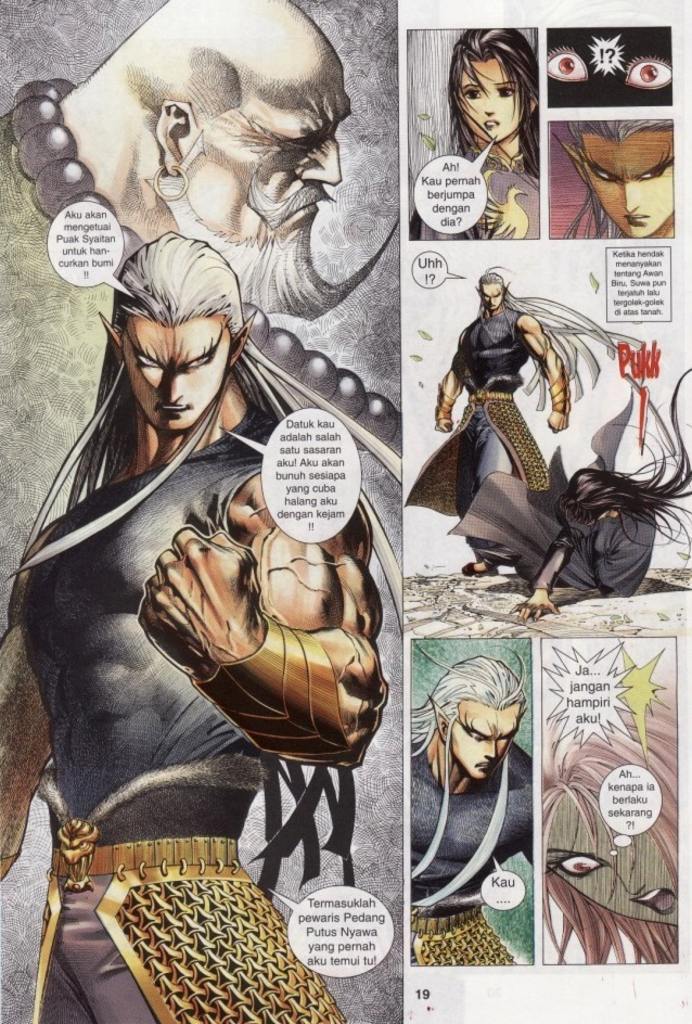 Aku akan
mengetuai
Puak Syaitan
untuk han-
curkan bumi
!!
Datuk kau
adalah salah
satu sasaran
aku! Aku akan
bunuh sesiapa
yang cuba
halang aku
dengan kejam
!!
Termasuklah
pewaris Pedang
Putus Nyawa
yang pernah
aku temui tu!
Ah!
Kau pernah
berjumpa
dengan
dia?
!?
Ketika hendak
menanyakan
tentang Awan
Biru, Suwa pun
terjatuh lalu
tergolek-golek
di atas tanah.
Uhh
!?
Pukk
!
Kau
....
Ja...
jangan
hampiri
aku!
Ah...
kenapa ia
berlaku
sekarang
?!
19